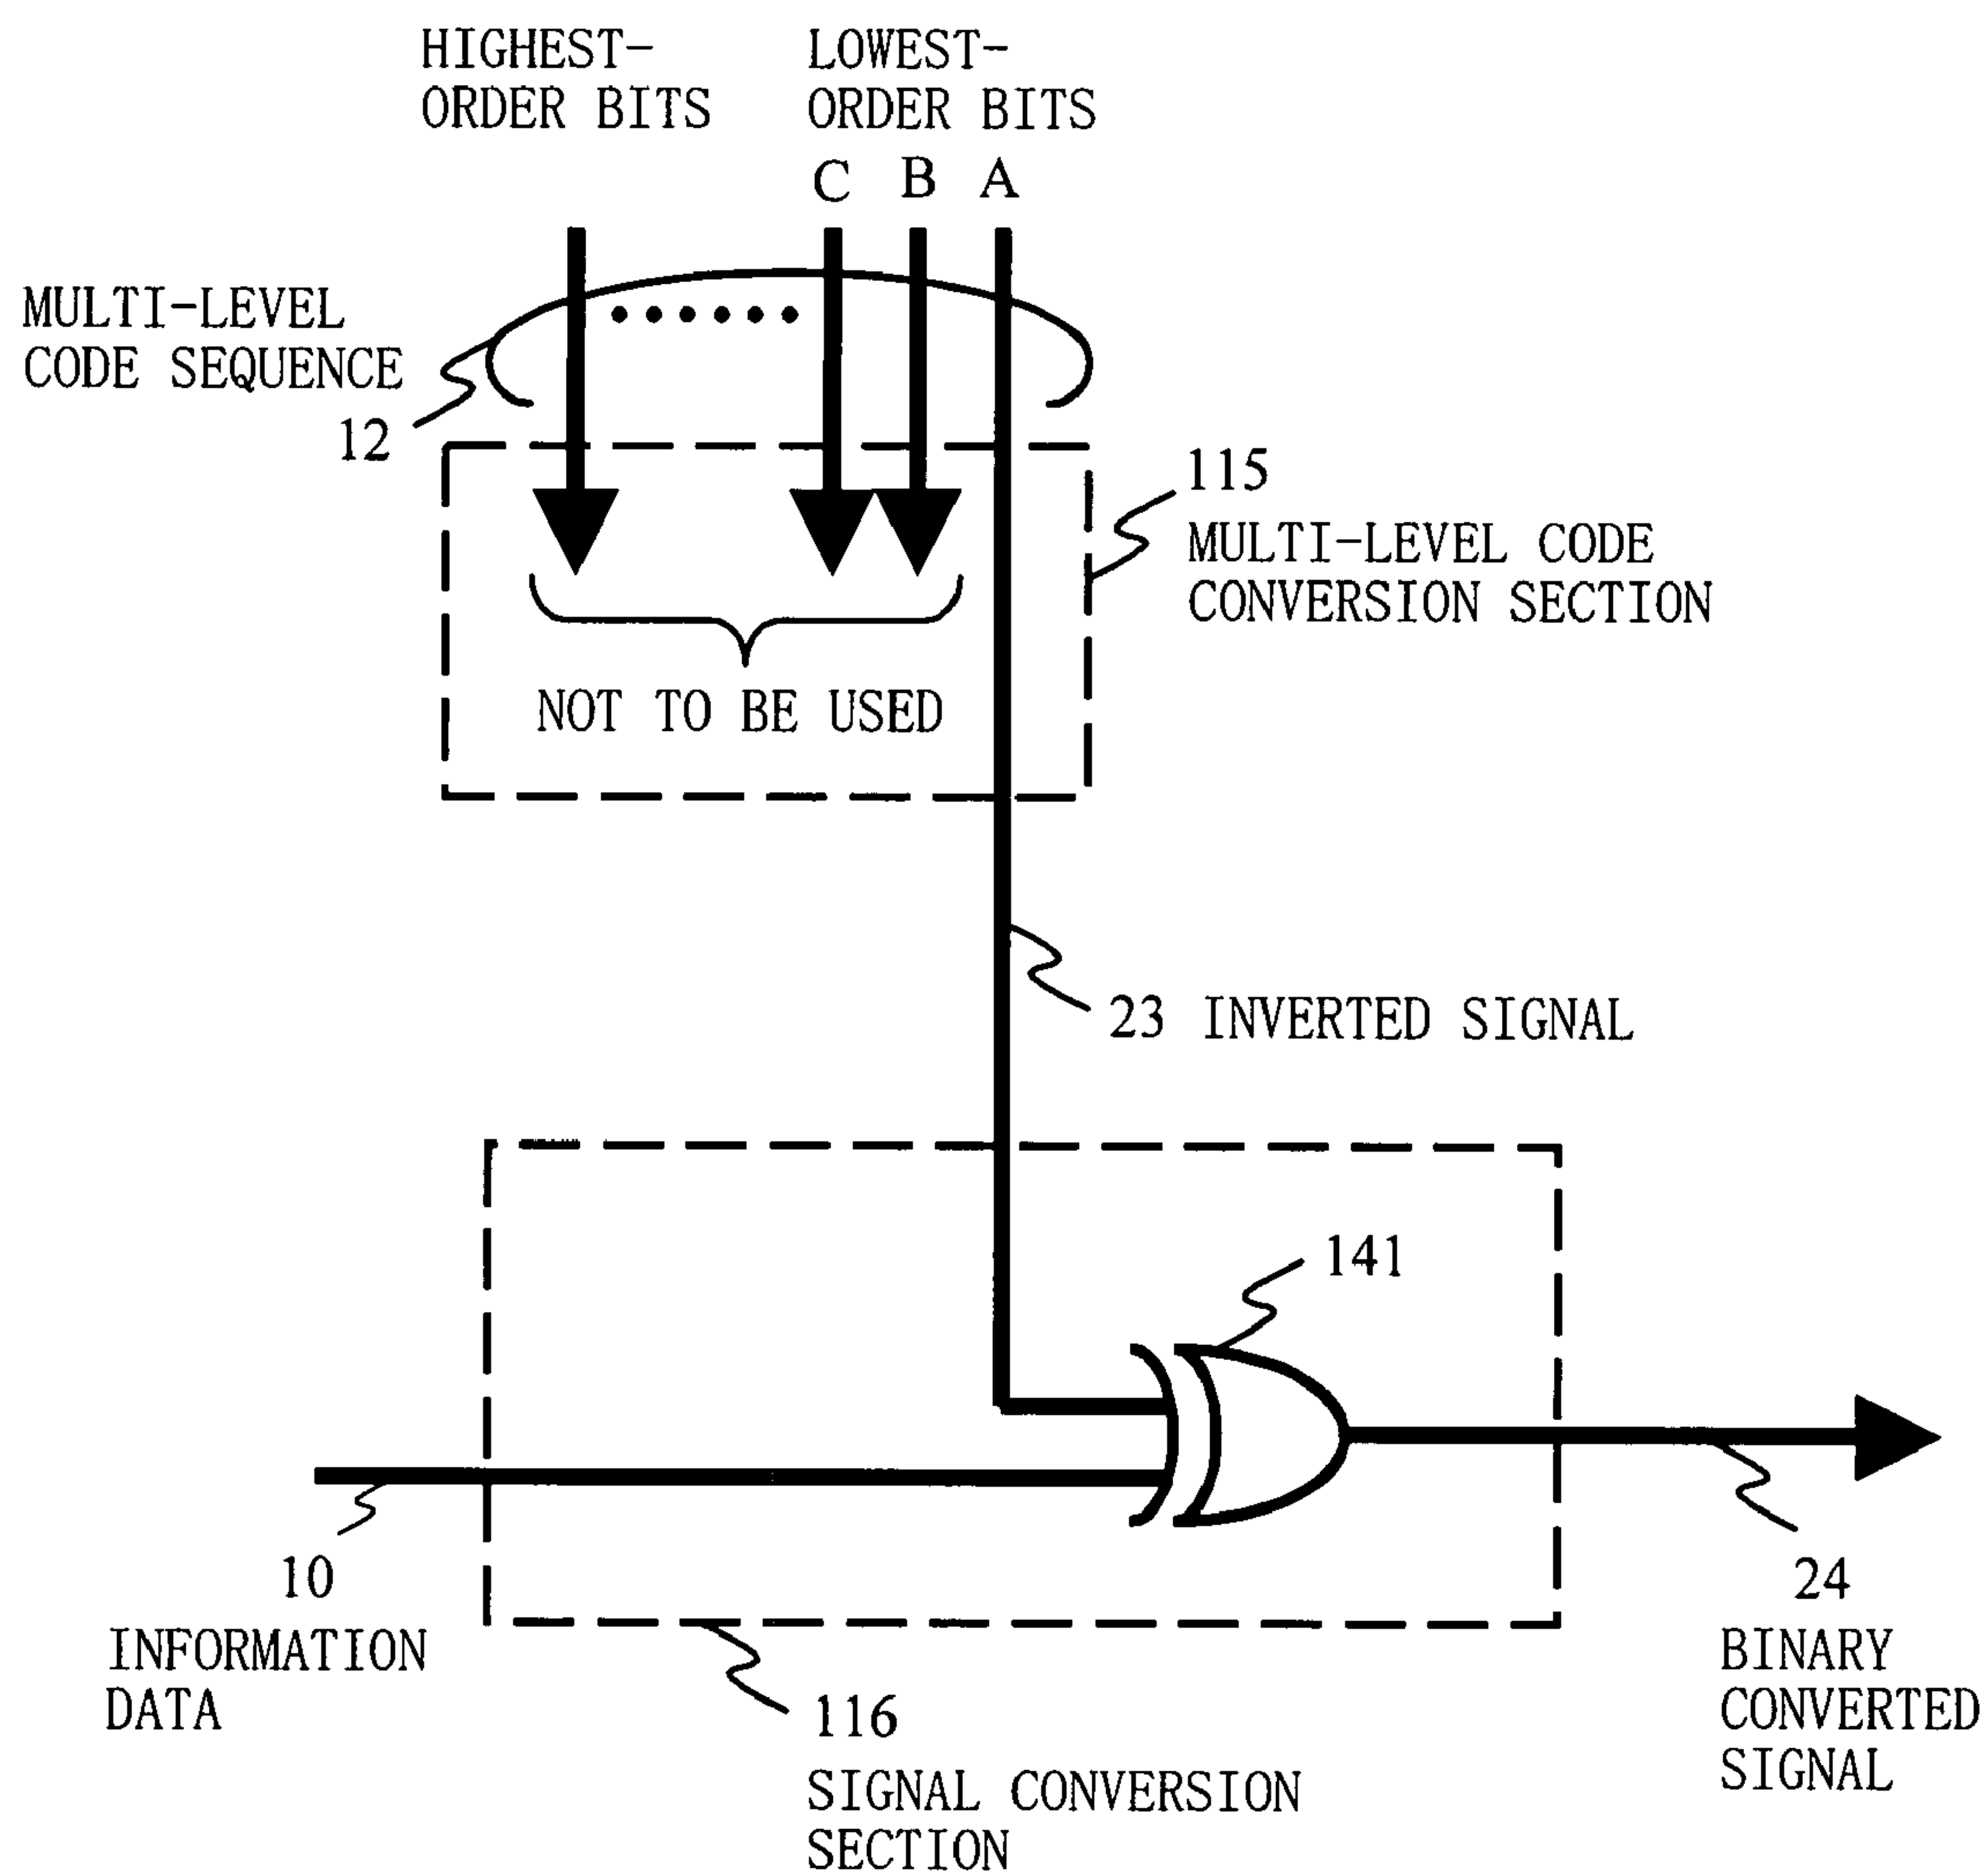 HIGHEST-
ORDER BITS
LOWEST-
ORDER BITS
C B A
MULTI-LEVEL
CODE SEQUENCE
12
115
MULTI-LEVEL CODE
CONVERSION SECTION
NOT TO BE USED
23 INVERTED SIGNAL
141
10
INFORMATION
DATA
24
BINARY
CONVERTED
SIGNAL
116
SIGNAL CONVERSION
SECTION